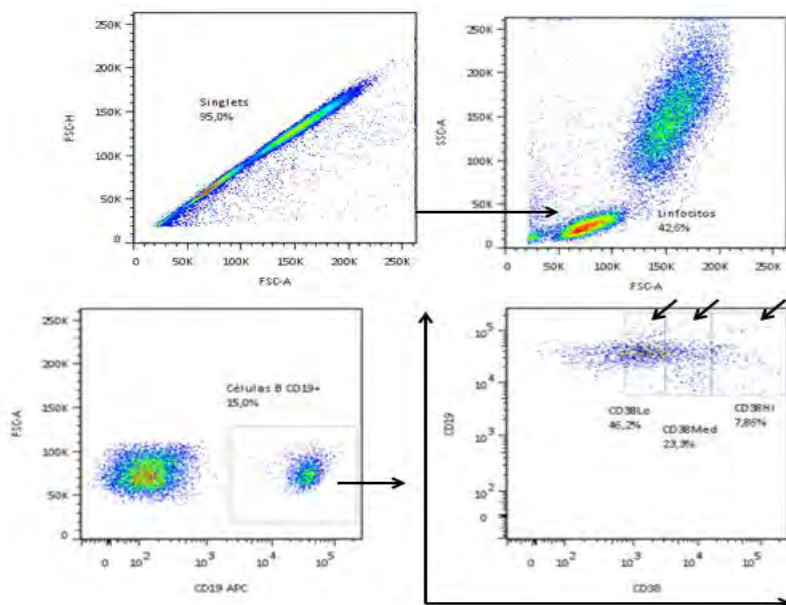 250K
200K
150K
100K
50K
0
FSC-H
Singlets
95,0%
0
50K
100K
150K
200K
250K
FSC-A
250K
200K
150K
100K
50K
0
SSC-A
Linfocitos
42,6%
0
50K
100K
150K
200K
250K
FSC-A
250K
200K
150K
100K
50K
0
FSC-A
Células B CD19+
15,0%
0
10²
10³
10⁴
10⁵
CD19 APC
10⁵
10⁴
10³
10²
0
CD19
CD38Lo
46,2%
CD38Med
23,3%
CD38Hi
7,86%
0
10²
10³
10⁴
10⁵
CD38